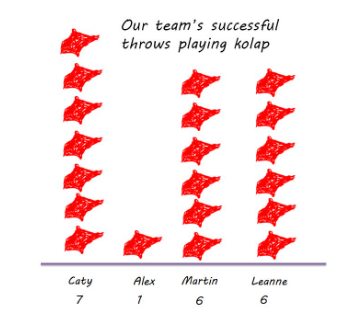 Our team's successful
throws playing kolap
Caty Alex Martin Leanne
7 1 6 6